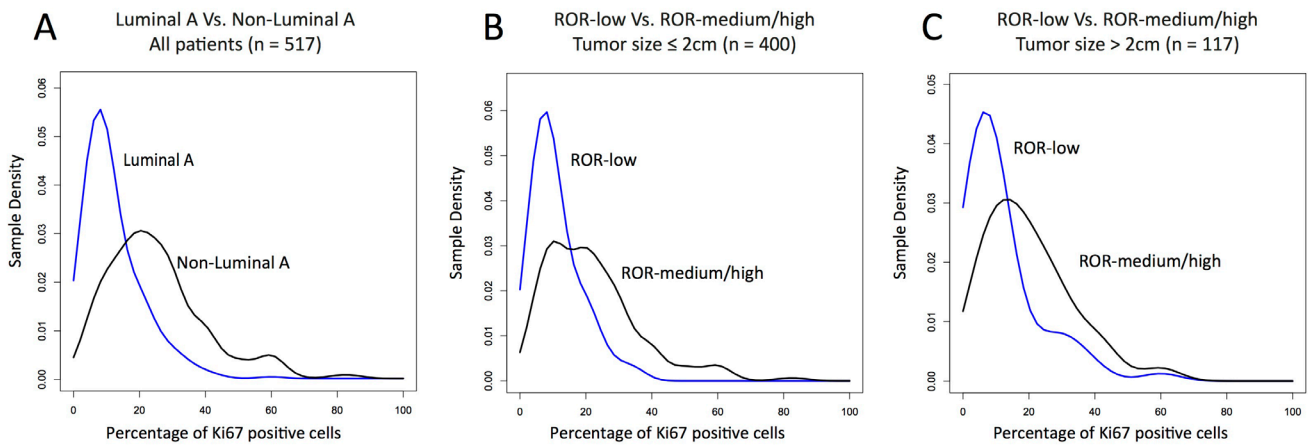 A
Luminal A Vs. Non-Luminal A
All patients (n = 517)
Sample Density
0.06
0.05
0.04
0.03
0.02
0.01
0.00
Luminal A
Non-Luminal A
0 20 40 60 80 100
Percentage of Ki67 positive cells
B
ROR-low Vs. ROR-medium/high
Tumor size ≤ 2cm (n = 400)
Sample Density
0.06
0.05
0.04
0.03
0.02
0.01
0.00
ROR-low
ROR-medium/high
0 20 40 60 80 100
Percentage of Ki67 positive cells
C
ROR-low Vs. ROR-medium/high
Tumor size > 2cm (n = 117)
Sample Density
0.05
0.04
0.03
0.02
0.01
0.00
ROR-low
ROR-medium/high
0 20 40 60 80 100
Percentage of Ki67 positive cells